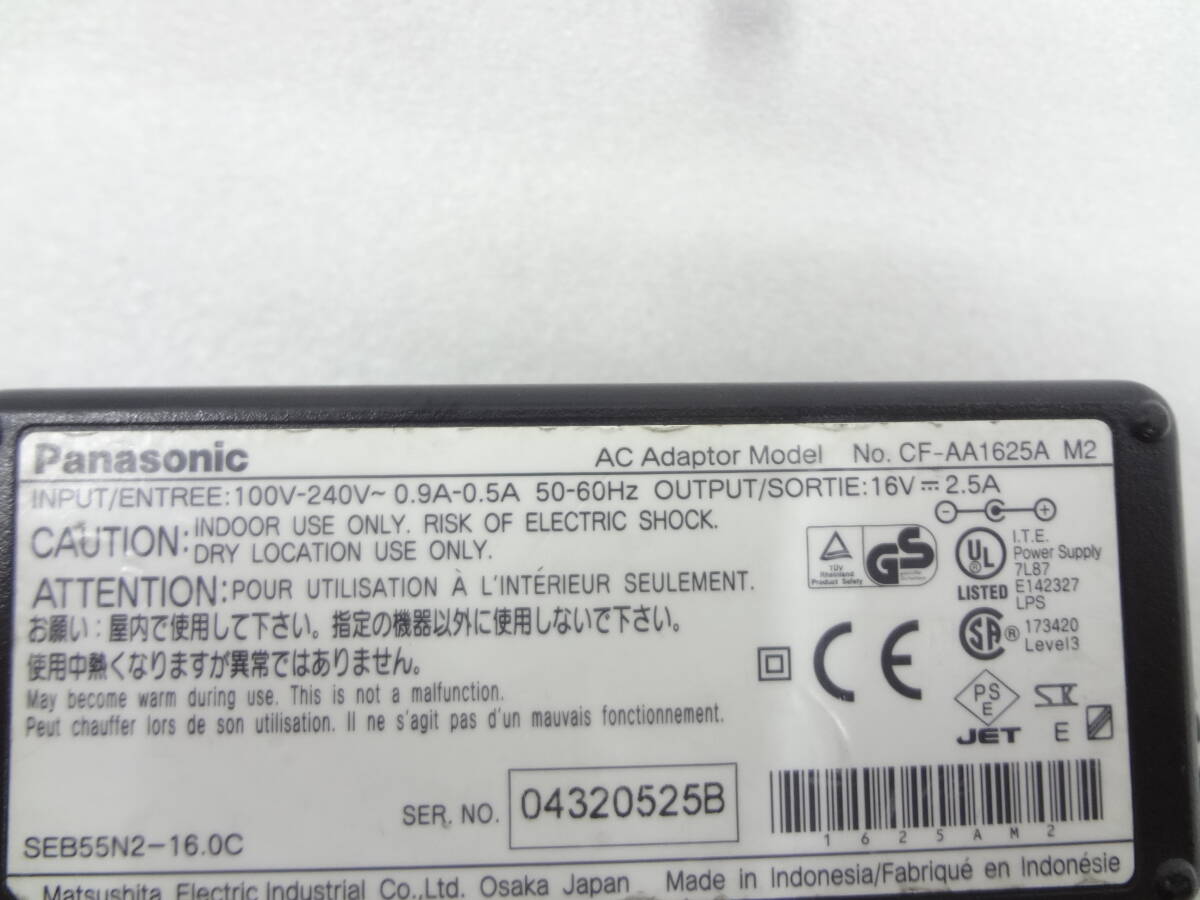 Panasonic
AC Adaptor Model No. CF-AA1625A M2
INPUT/ENTREE:100V-240V~ 0.9A-0.5A 50-60Hz OUTPUT/SORTIE:16V⎓2.5A
CAUTION: INDOOR USE ONLY. RISK OF ELECTRIC SHOCK.
DRY LOCATION USE ONLY.
ATTENTION: POUR UTILISATION À L'INTÉRIEUR SEULEMENT.
お願い:屋内で使用して下さい。指定の機器以外に使用しないで下さい。
使用中熱くなりますが異常ではありません。
May become warm during use. This is not a malfunction.
Peut chauffer lors de son utilisation. Il ne s'agit pas d'un mauvais fonctionnement.
TÜV
Rheinland
Product Safety
GS
UL
®
LISTED
I.T.E.
Power Supply
7L87
E142327
LPS
SA ®
173420
Level3
CE
PS
E
JET
E
SER. NO. 04320525B
1625AM2
SEB55N2-16.0C
Matsushita Electric Industrial Co.,Ltd. Osaka Japan Made in Indonesia/Fabriqué en Indonésie